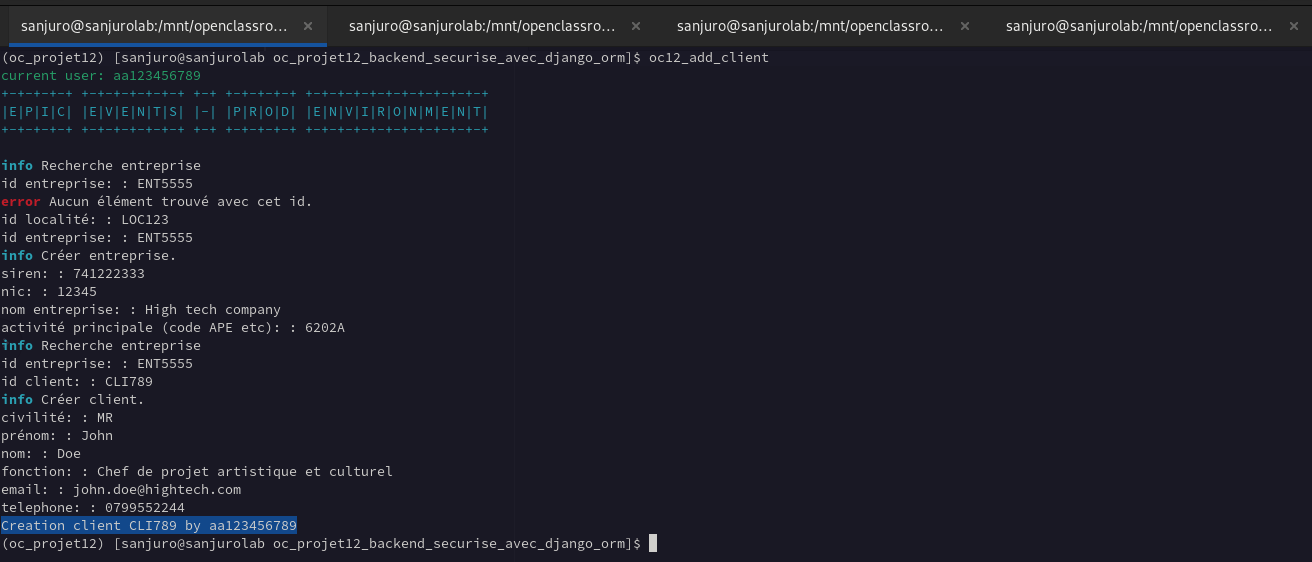 sanjuro@sanjurolab:/mnt/openclassro... × sanjuro@sanjurolab:/mnt/openclassro... × sanjuro@sanjurolab:/mnt/openclassro... × sanjuro@sanjurolab:/mnt/openclassro... ×
(oc_projet12) [sanjuro@sanjurolab oc_projet12_backend_securise_avec_django_orm]$ oc12_add_client
current user: aa123456789
+-+-+-+-+ +-+-+-+-+-+-+ +-+ +-+-+-+-+ +-+-+-+-+-+-+-+-+-+-+-+
|E|P|I|C| |E|V|E|N|T|S| |-| |P|R|O|D| |E|N|V|I|R|O|N|M|E|N|T|
+-+-+-+-+ +-+-+-+-+-+-+ +-+ +-+-+-+-+ +-+-+-+-+-+-+-+-+-+-+-+
info Recherche entreprise
id entreprise: : ENT5555
error Aucun élément trouvé avec cet id.
id localité: : LOC123
id entreprise: : ENT5555
info Créer entreprise.
siren: : 741222333
nic: : 12345
nom entreprise: : High tech company
activité principale (code APE etc): : 6202A
info Recherche entreprise
id entreprise: : ENT5555
id client: : CLI789
info Créer client.
civilité: : MR
prénom: : John
nom: : Doe
fonction: : Chef de projet artistique et culturel
email: : john.doe@hightech.com
telephone: : 0799552244
Creation client CLI789 by aa123456789
(oc_projet12) [sanjuro@sanjurolab oc_projet12_backend_securise_avec_django_orm]$